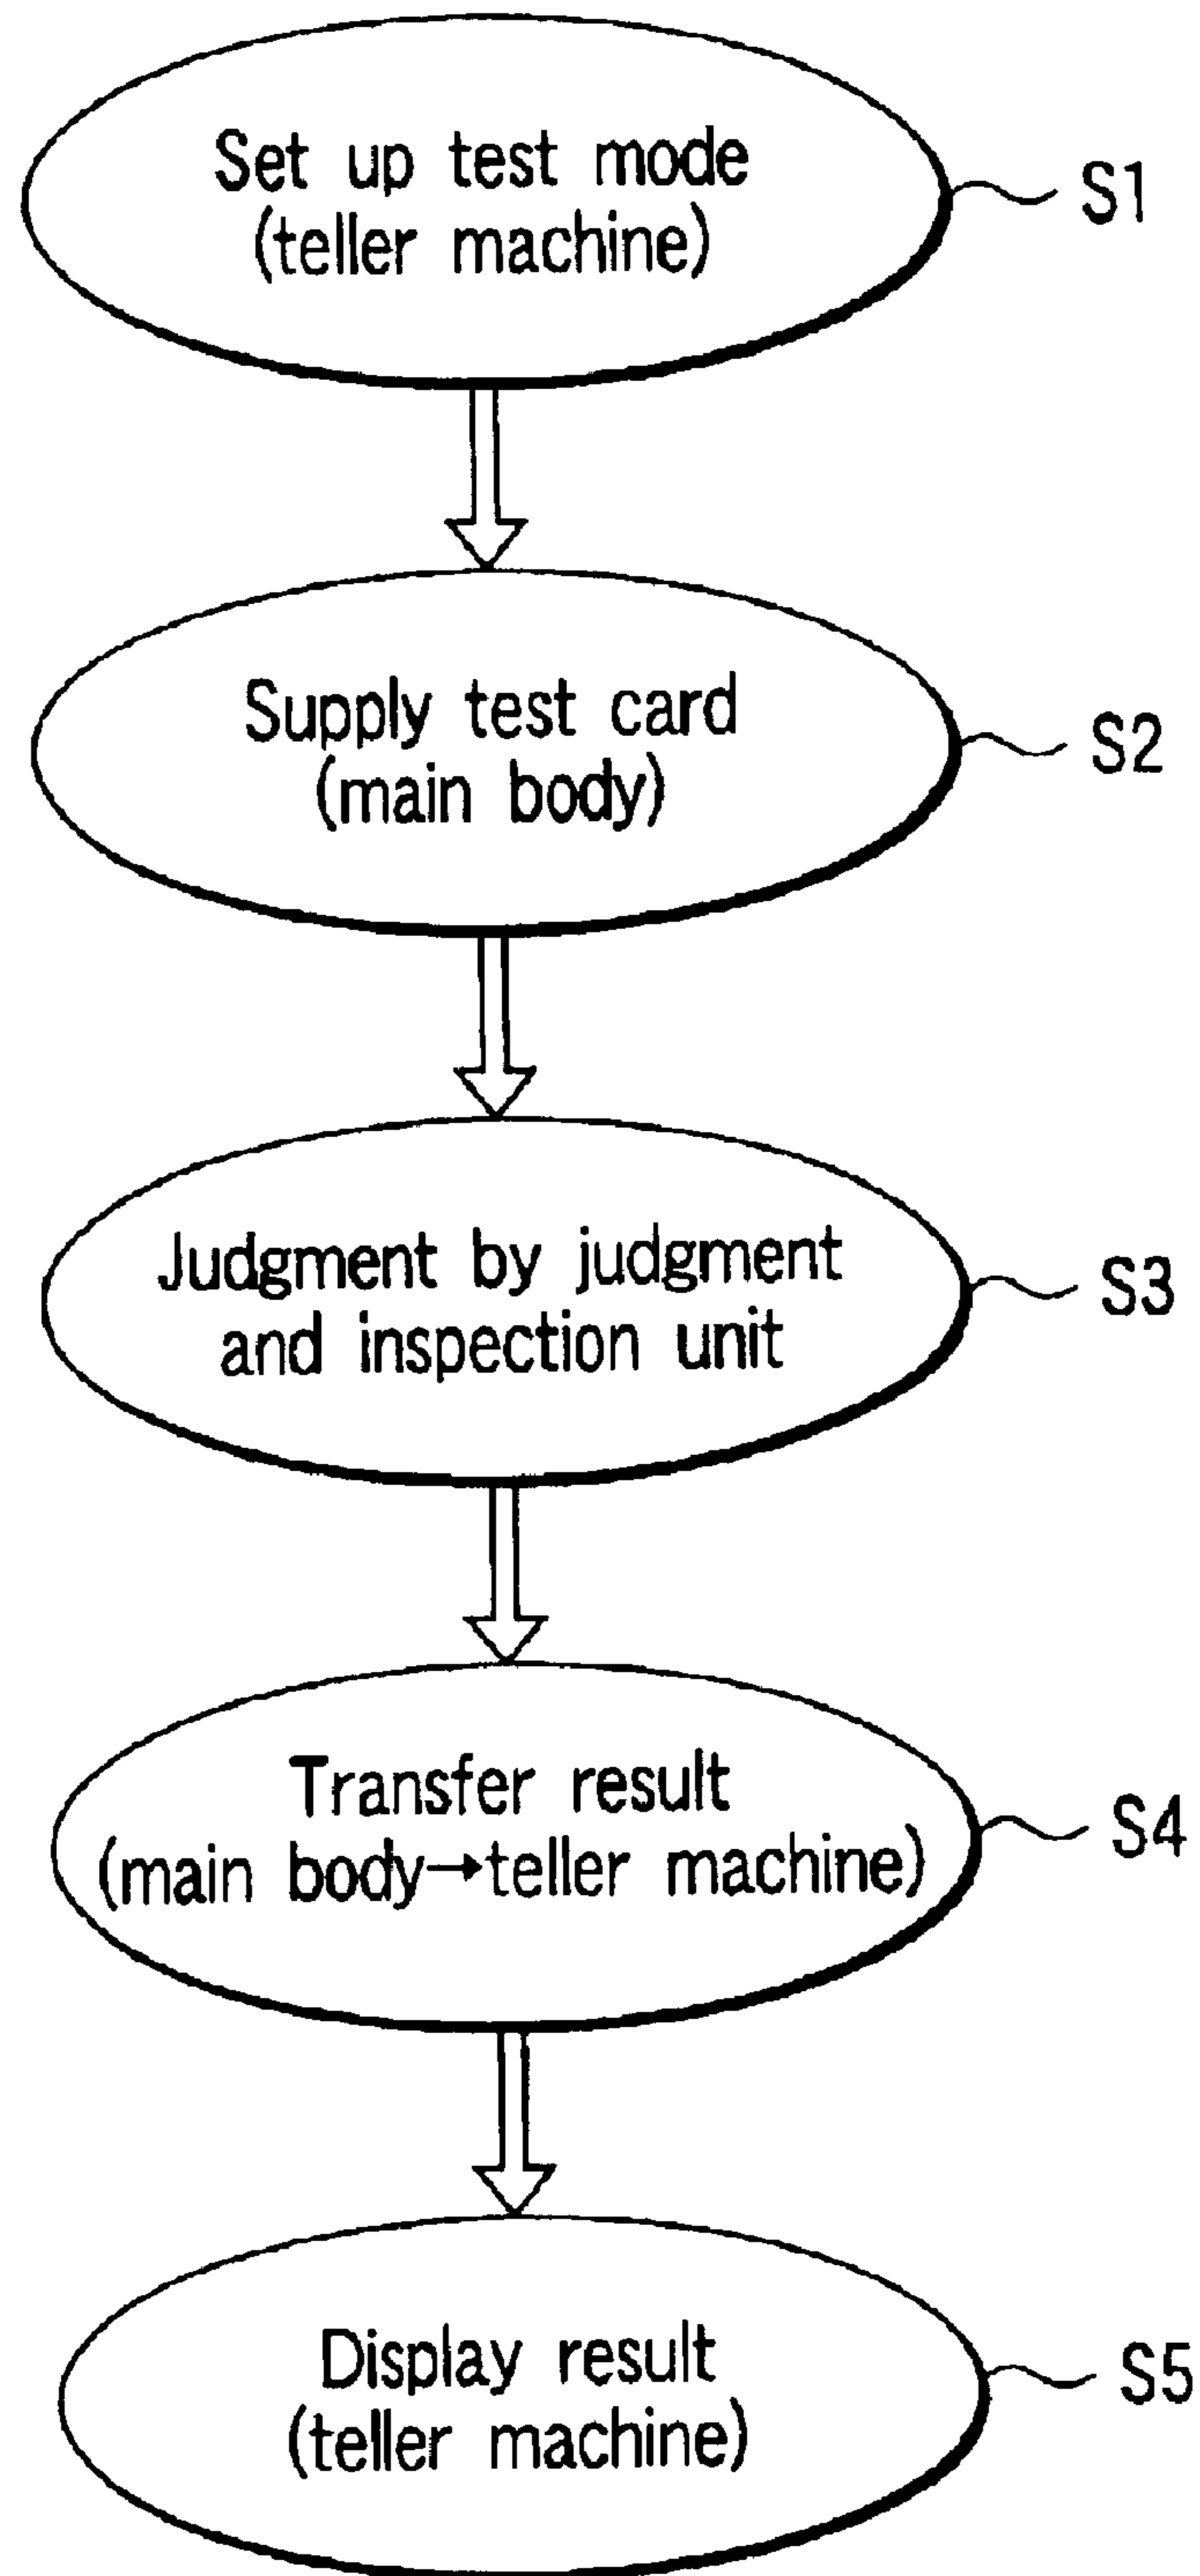 Set up test mode
(teller machine)
S1
Supply test card
(main body)
S2
Judgment by judgment
and inspection unit
S3
Transfer result
(main body→teller machine)
S4
Display result
(teller machine)
S5